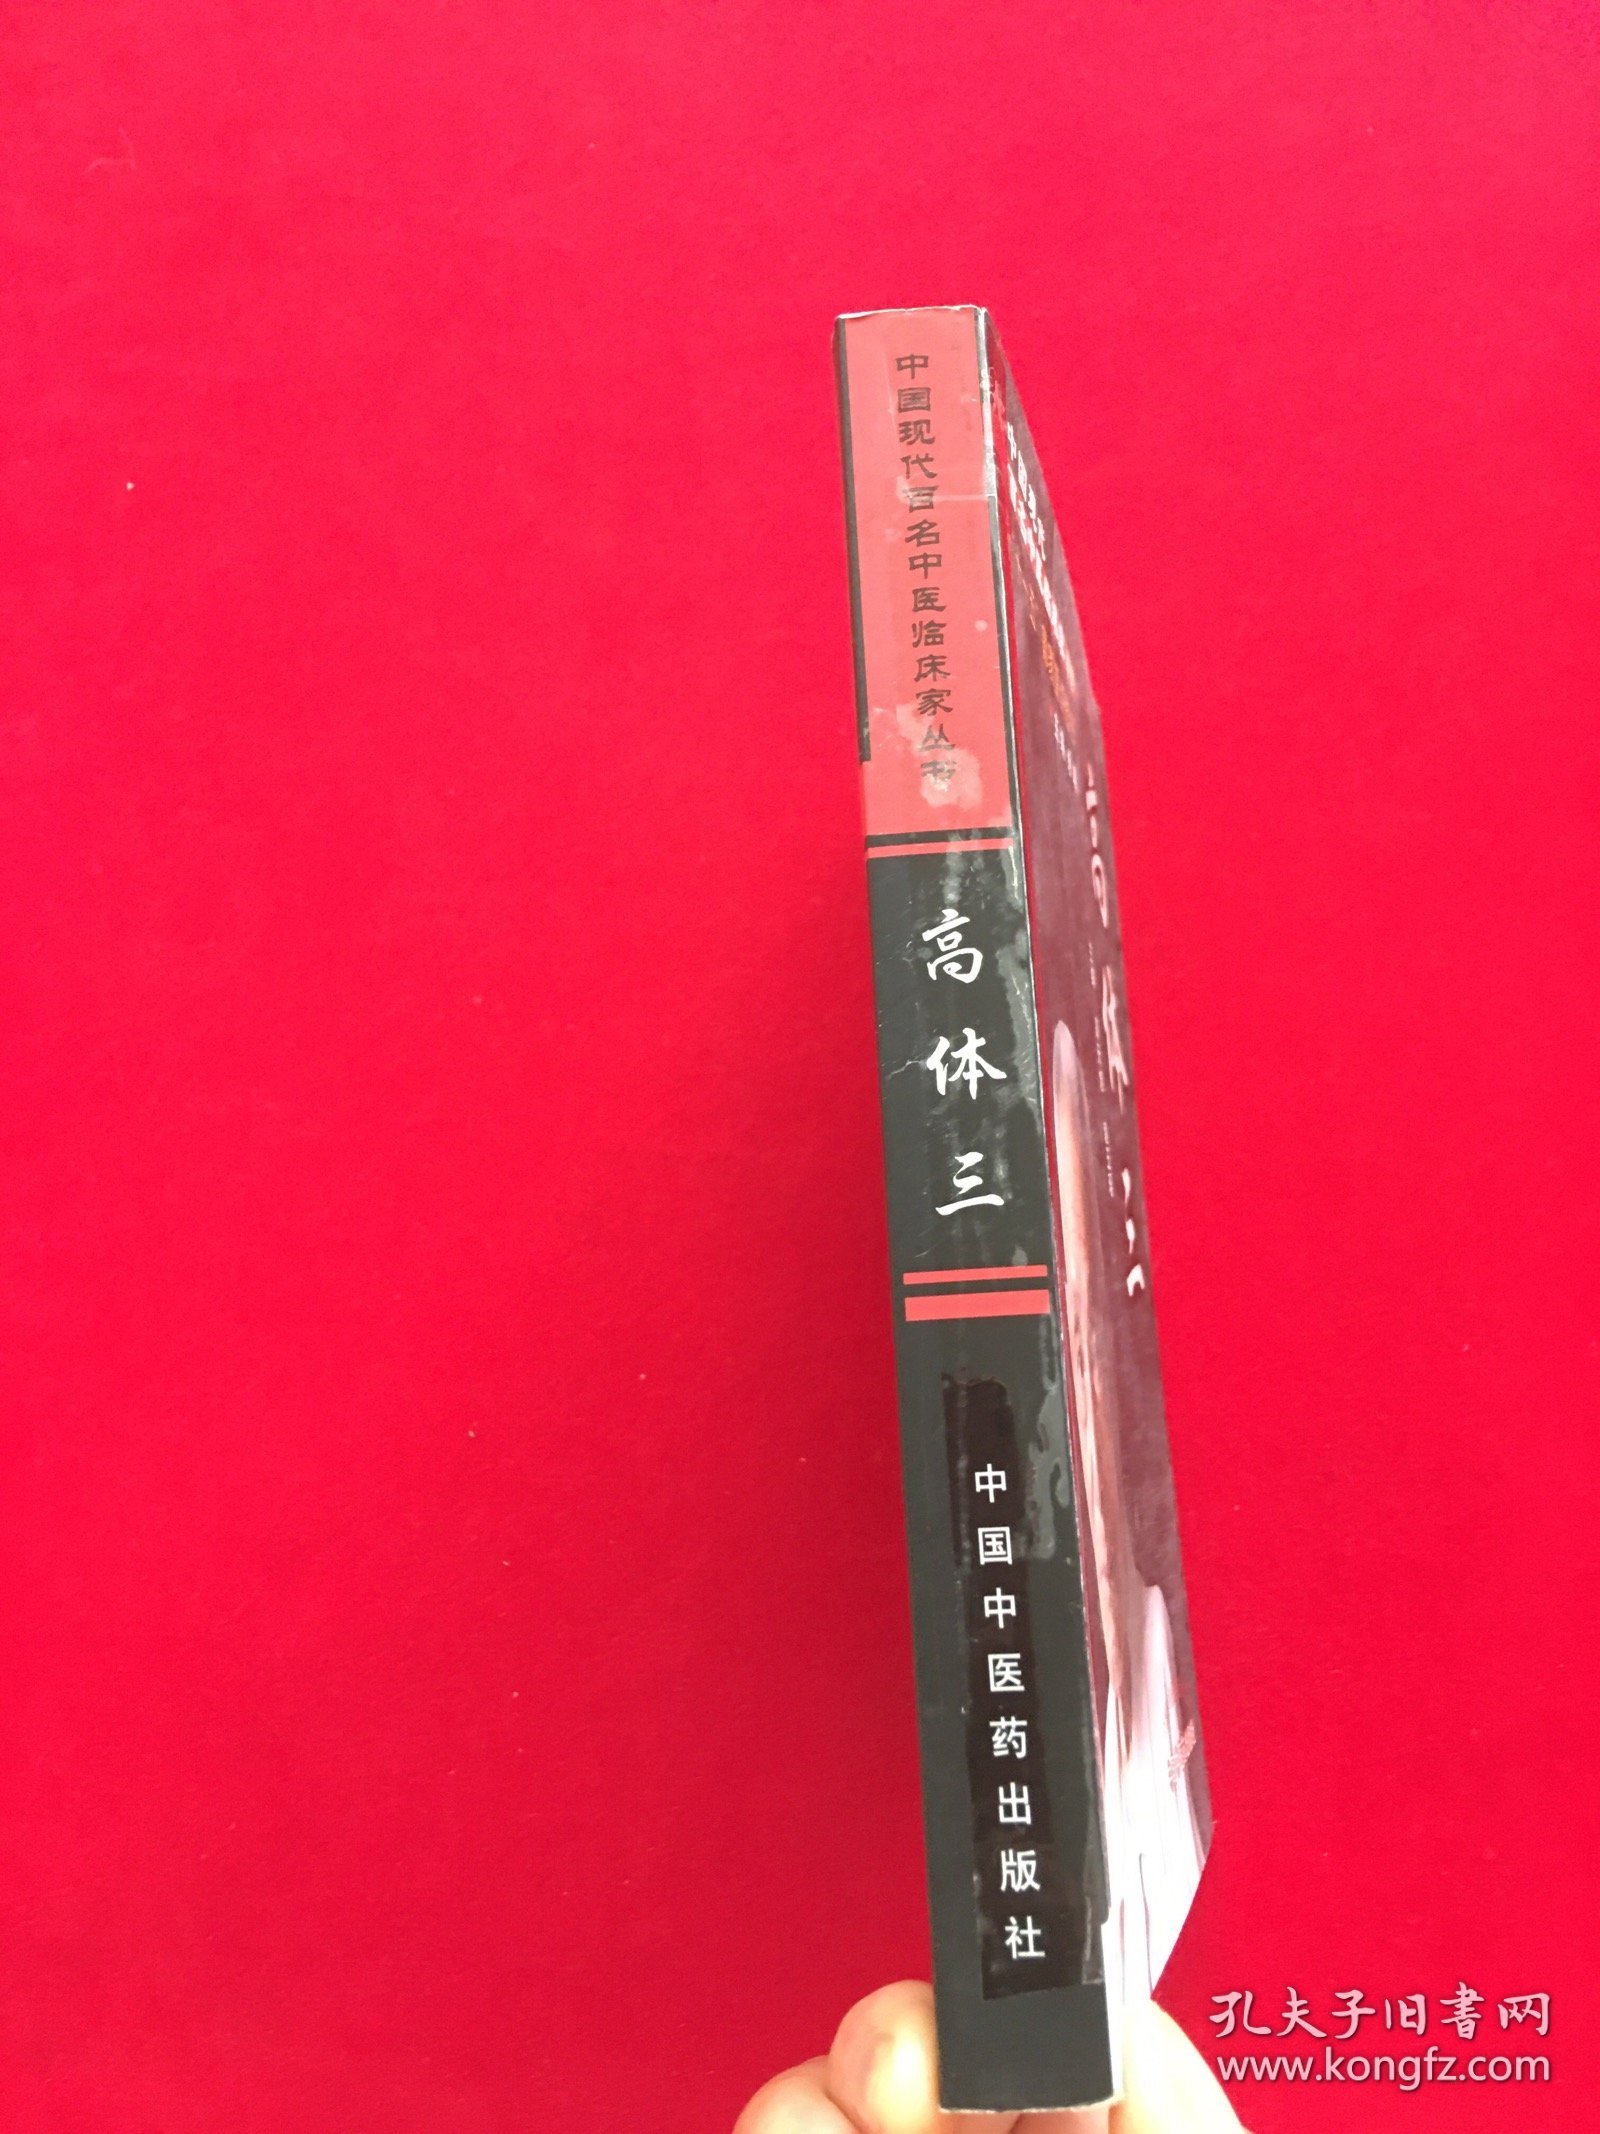 中国现代百名中医临床家丛书
高体三
中国中医药出版社
孔夫子旧書网
www.kongfz.com